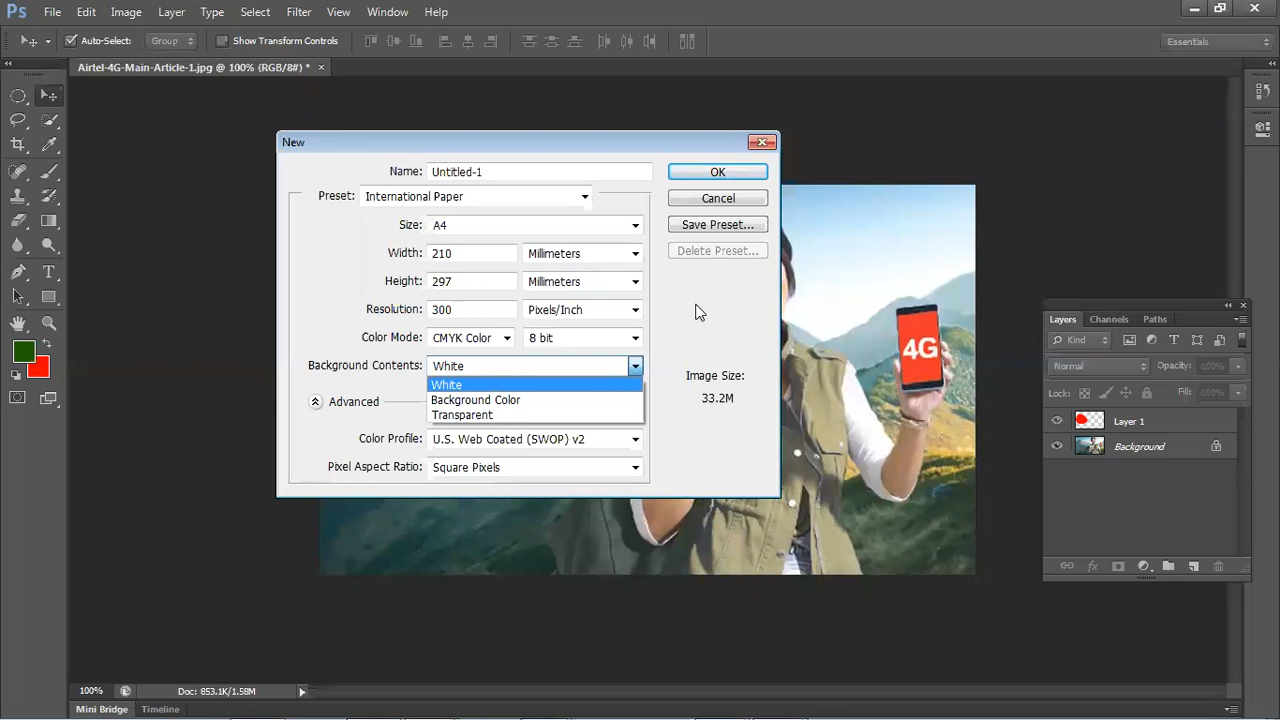 Ps File Edit Image Layer Type Select Filter View Window Help
Auto-Select: Group Show Transform Controls Essentials
Airtel-4G-Main-Article-1.jpg @ 100% (RGB/8#) * ×
New
Name: Untitled-1 OK
Preset: International Paper Cancel
Size: A4 Save Preset...
Width: 210 Millimeters Delete Preset...
Height: 297 Millimeters
Resolution: 300 Pixels/Inch
Color Mode: CMYK Color 8 bit
Background Contents: White
White
Background Color
Transparent
Advanced
Color Profile: U.S. Web Coated (SWOP) v2
Pixel Aspect Ratio: Square Pixels
Image Size:
33.2M
4G
Layers Channels Paths
Kind
Normal Opacity: 100%
Lock: Fill: 100%
Layer 1
Background
100% Doc: 853.1K/1.58M
Mini Bridge Timeline